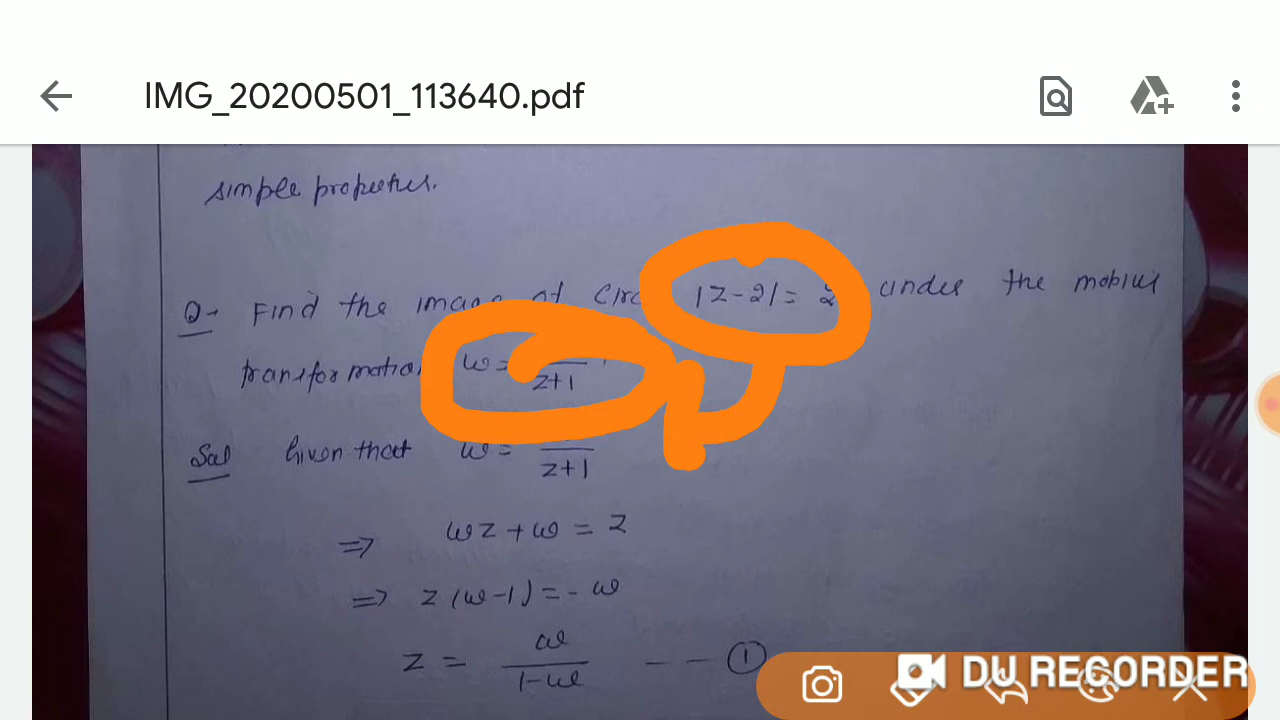 IMG_20200501_113640.pdf
simple properties.
Q→ Find the image of circ |z-2|= 2 under the mobius
transformation w= z+1
Sol Given that w= z+1
⇒ wz+w = z
⇒ z(w-1) = -w
z = w/1-w -- ①
DU RECORDER